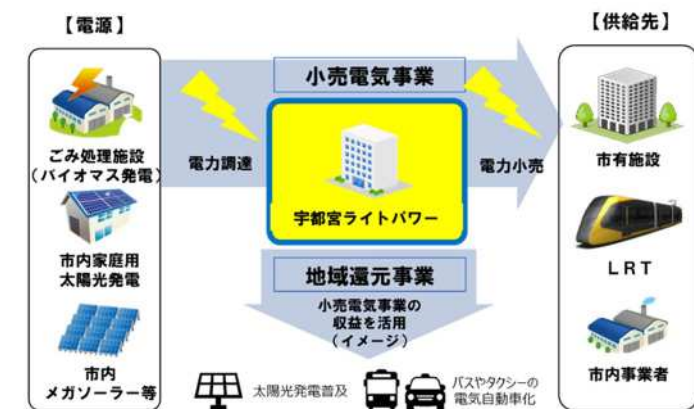 【電源】
ごみ処理施設
(バイオマス発電)
市内家庭用
太陽光発電
市内
メガソーラー等
小売電気事業
電力調達
宇都宮ライトパワー
電力小売
地域還元事業
小売電気事業の
収益を活用
(イメージ)
太陽光発電普及
バスやタクシーの
電気自動車化
【供給先】
市有施設
LRT
市内事業者